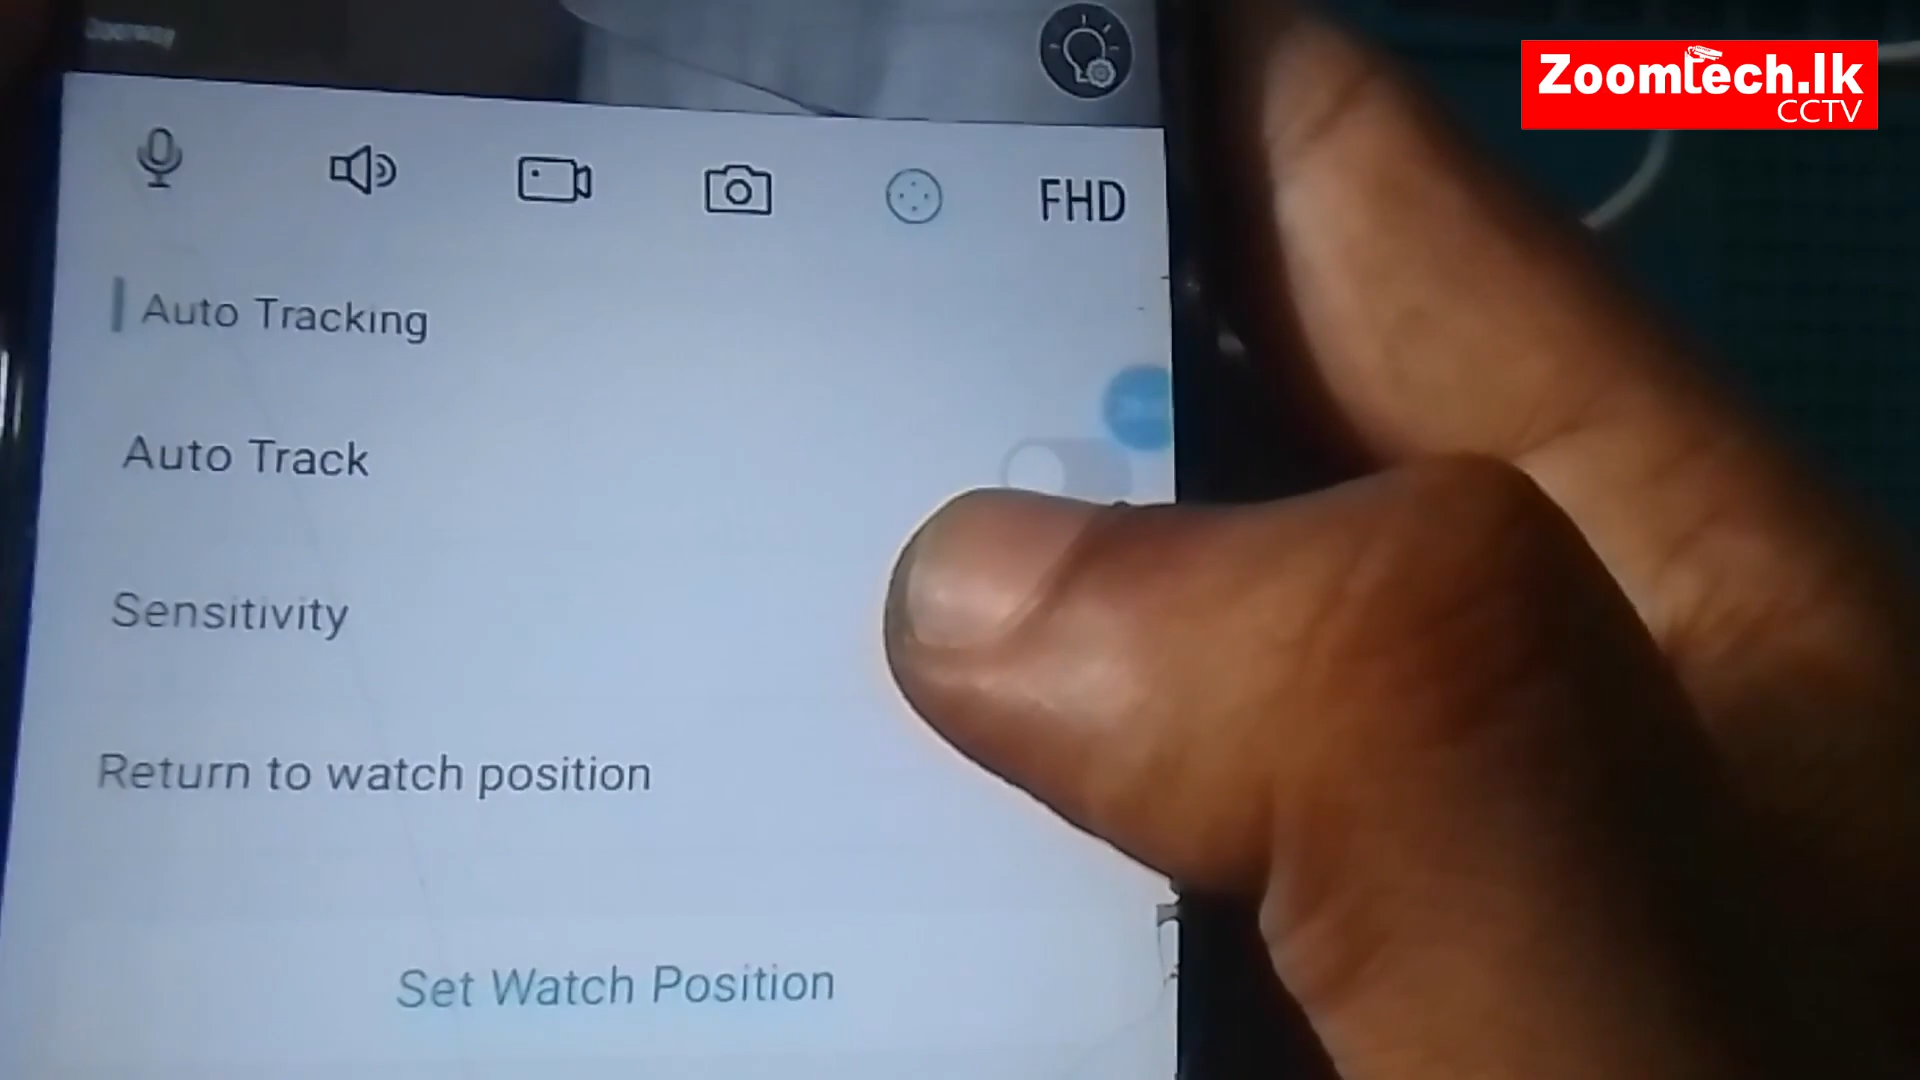 Zoomtech.lk
CCTV
FHD
Auto Tracking
Auto Track
Sensitivity
Return to watch position
Set Watch Position